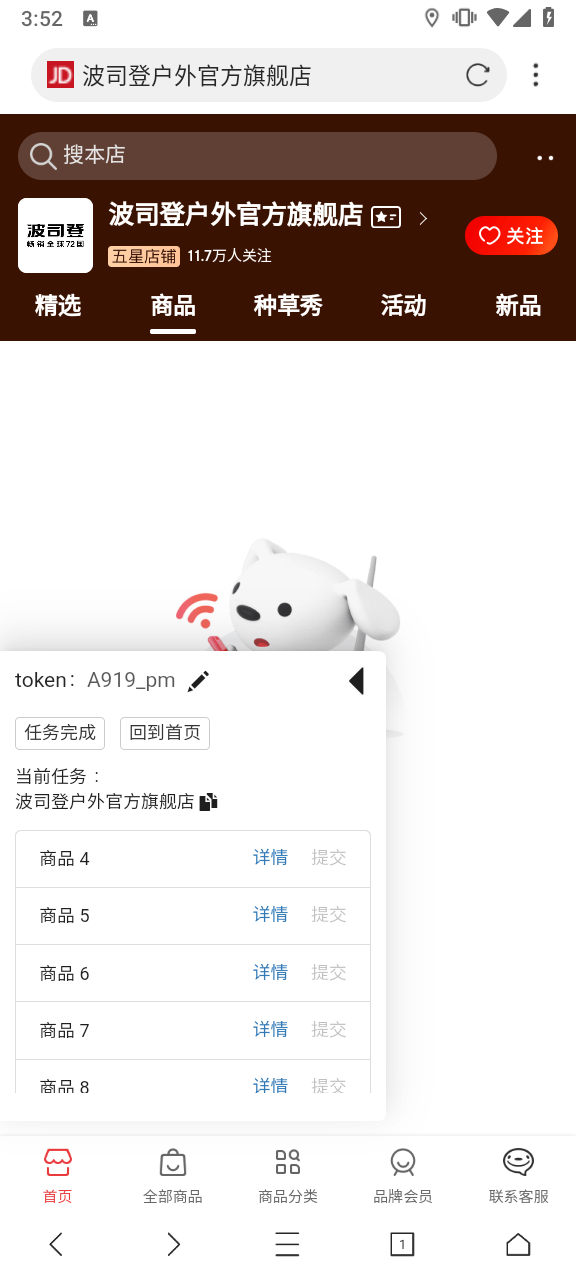 3:52
A
JD 波司登户外官方旗舰店
搜本店
波司登
畅销全球72国
波司登户外官方旗舰店
五星店铺 11.7万人关注
关注
精选 商品 种草秀 活动 新品
token: A919_pm
任务完成 回到首页
当前任务：
波司登户外官方旗舰店
商品 4 详情 提交
商品 5 详情 提交
商品 6 详情 提交
商品 7 详情 提交
商品 8 详情 提交
首页 全部商品 商品分类 品牌会员 联系客服
1